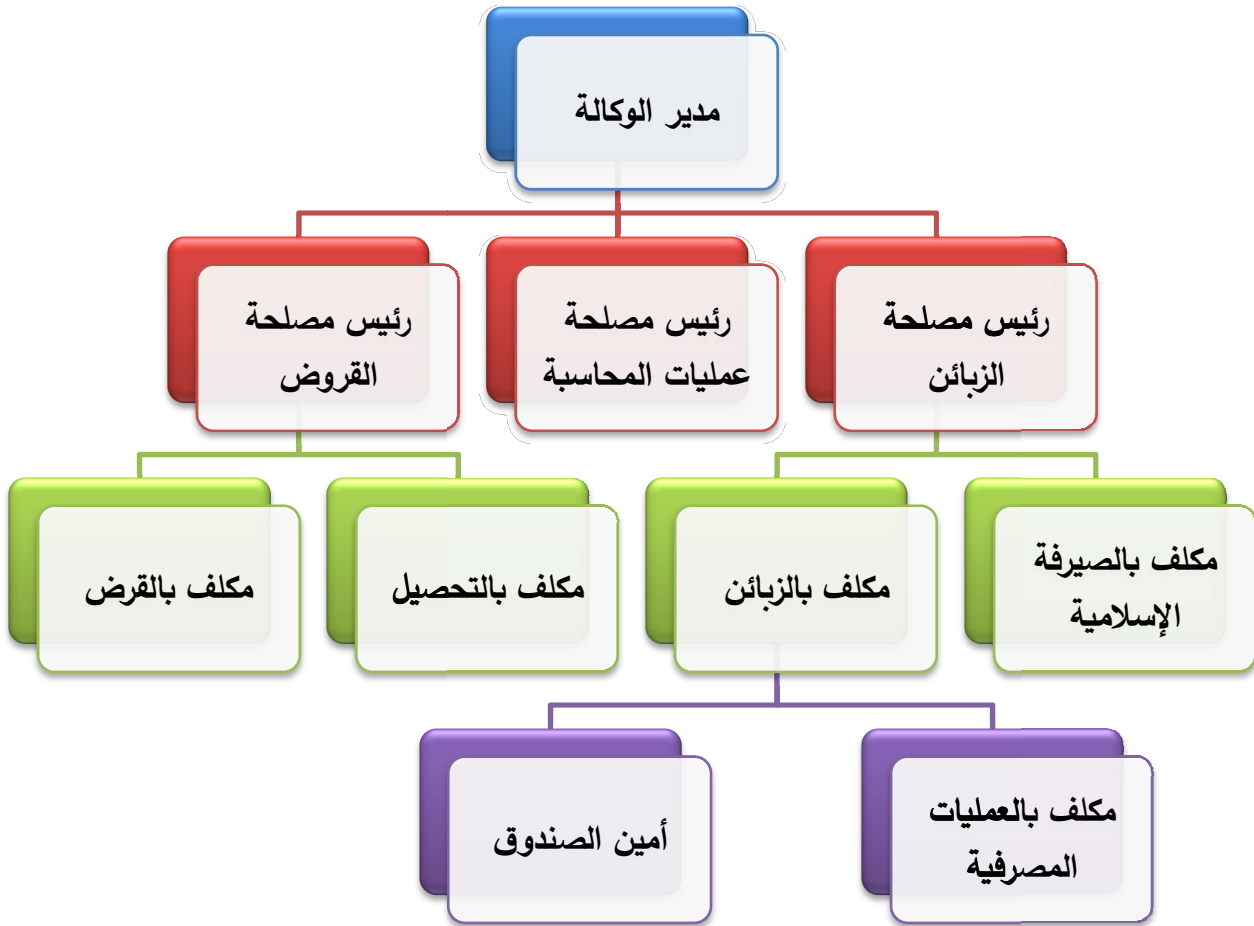 مدير الوكالة
رئيس مصلحة
الزبائن
رئيس مصلحة
عمليات المحاسبة
رئيس مصلحة
القروض
مكلف بالصيرفة
الإسلامية
مكلف بالزبائن
مكلف بالتحصيل
مكلف بالقرض
مكلف بالعمليات
المصرفية
أمين الصندوق